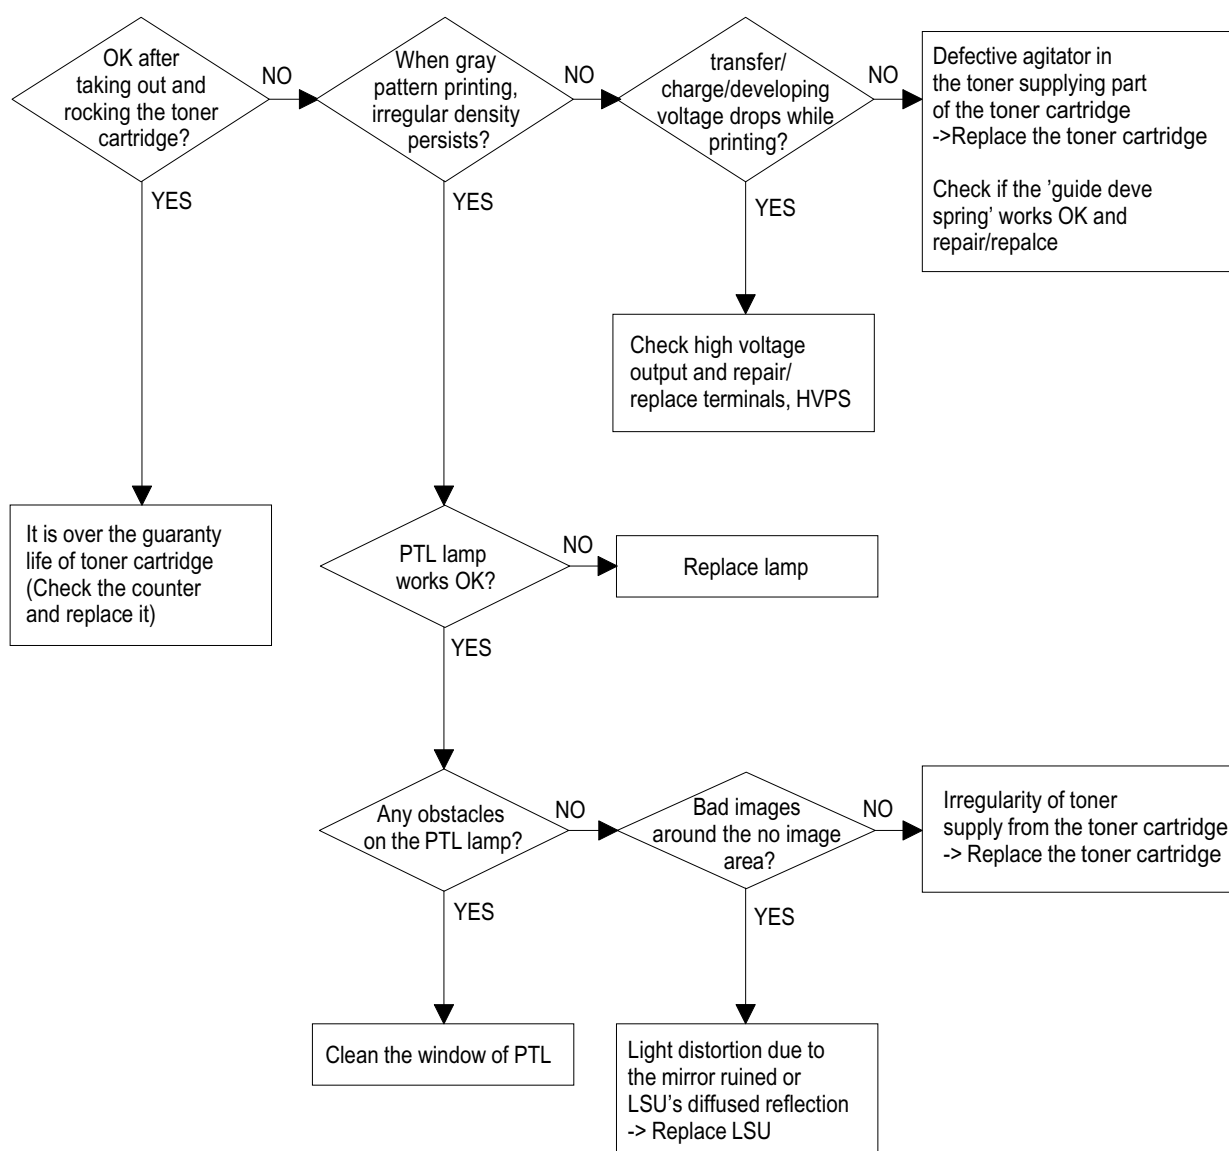 OK after
taking out and
rocking the toner
cartridge?
NO
When gray
pattern printing,
irregular density
persists?
NO
transfer/
charge/developing
voltage drops while
printing?
NO
Defective agitator in
the toner supplying part
of the toner cartridge
->Replace the toner cartridge
Check if the ’guide deve
spring’ works OK and
repair/repalce
YES
YES
YES
Check high voltage
output and repair/
replace terminals, HVPS
It is over the guaranty
life of toner cartridge
(Check the counter
and replace it)
PTL lamp
works OK?
NO
Replace lamp
YES
Any obstacles
on the PTL lamp?
NO
Bad images
around the no image
area?
NO
Irregularity of toner
supply from the toner cartridge
-> Replace the toner cartridge
YES
YES
Clean the window of PTL
Light distortion due to
the mirror ruined or
LSU’s diffused reflection
-> Replace LSU